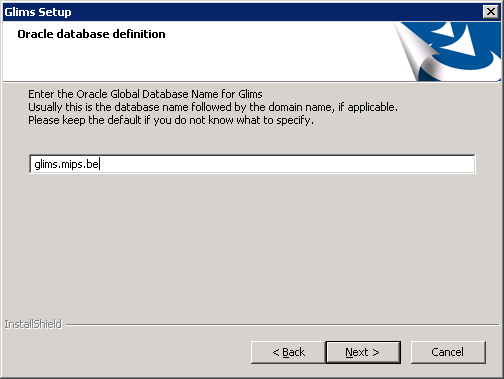 Glims Setup
Oracle database definition
Enter the Oracle Global Database Name for Glims
Usually this is the database name followed by the domain name, if applicable.
Please keep the default if you do not know what to specify.
glims.mips.be
InstallShield
< Back
Next >
Cancel